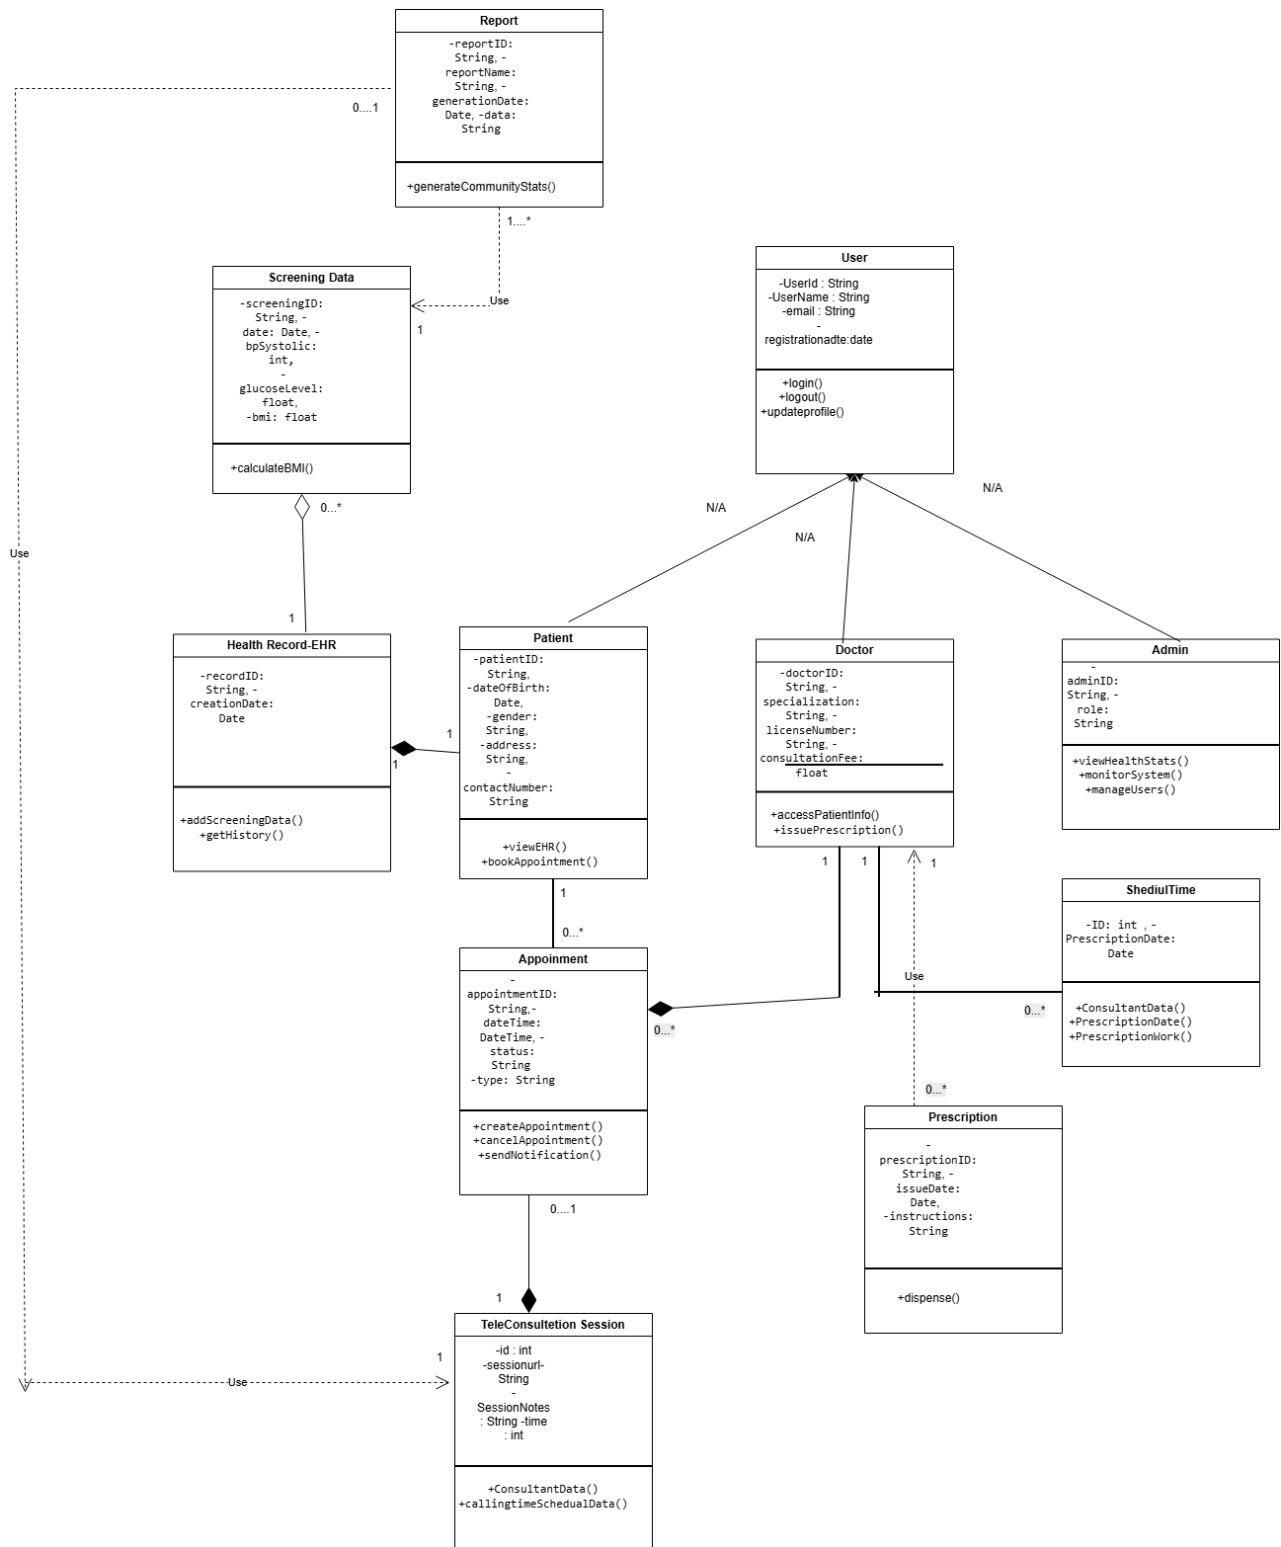 Report
-reportID:
String, -
reportName:
String, -
generationDate:
Date, -data:
String
+generateCommunityStats()
0....1
1....*
Use
1
Screening Data
-screeningID:
String, -
date: Date, -
bpSystolic:
int,
-
glucoseLevel:
float,
-bmi: float
+calculateBMI()
0...*
1
Use
User
-UserId : String
-UserName : String
-email : String
-
registrationadte:date
+login()
+logout()
+updateprofile()
N/A
N/A
N/A
Health Record-EHR
-recordID:
String, -
creationDate:
Date
+addScreeningData()
+getHistory()
1
1
Patient
-patientID:
String,
-dateOfBirth:
Date,
-gender:
String,
-address:
String,
-
contactNumber:
String
+viewEHR()
+bookAppointment()
1
0...*
Doctor
-doctorID:
String, -
specialization:
String, -
licenseNumber:
String, -
consultationFee:
float
+accessPatientInfo()
+issuePrescription()
1
1
1
Admin
-
adminID:
String, -
role:
String
+viewHealthStats()
+monitorSystem()
+manageUsers()
ShediulTime
-ID: int , -
PrescriptionDate:
Date
+ConsultantData()
+PrescriptionDate()
+PrescriptionWork()
0...*
Use
0...*
Appoinment
-
appointmentID:
String,-
dateTime:
DateTime, -
status:
String
-type: String
+createAppointment()
+cancelAppointment()
+sendNotification()
0...*
0....1
1
Prescription
-
prescriptionID:
String, -
issueDate:
Date,
-instructions:
String
+dispense()
TeleConsultetion Session
-id : int
-sessionurl-
String
-
SessionNotes
: String -time
: int
+ConsultantData()
+callingtimeSchedualData()
1
Use